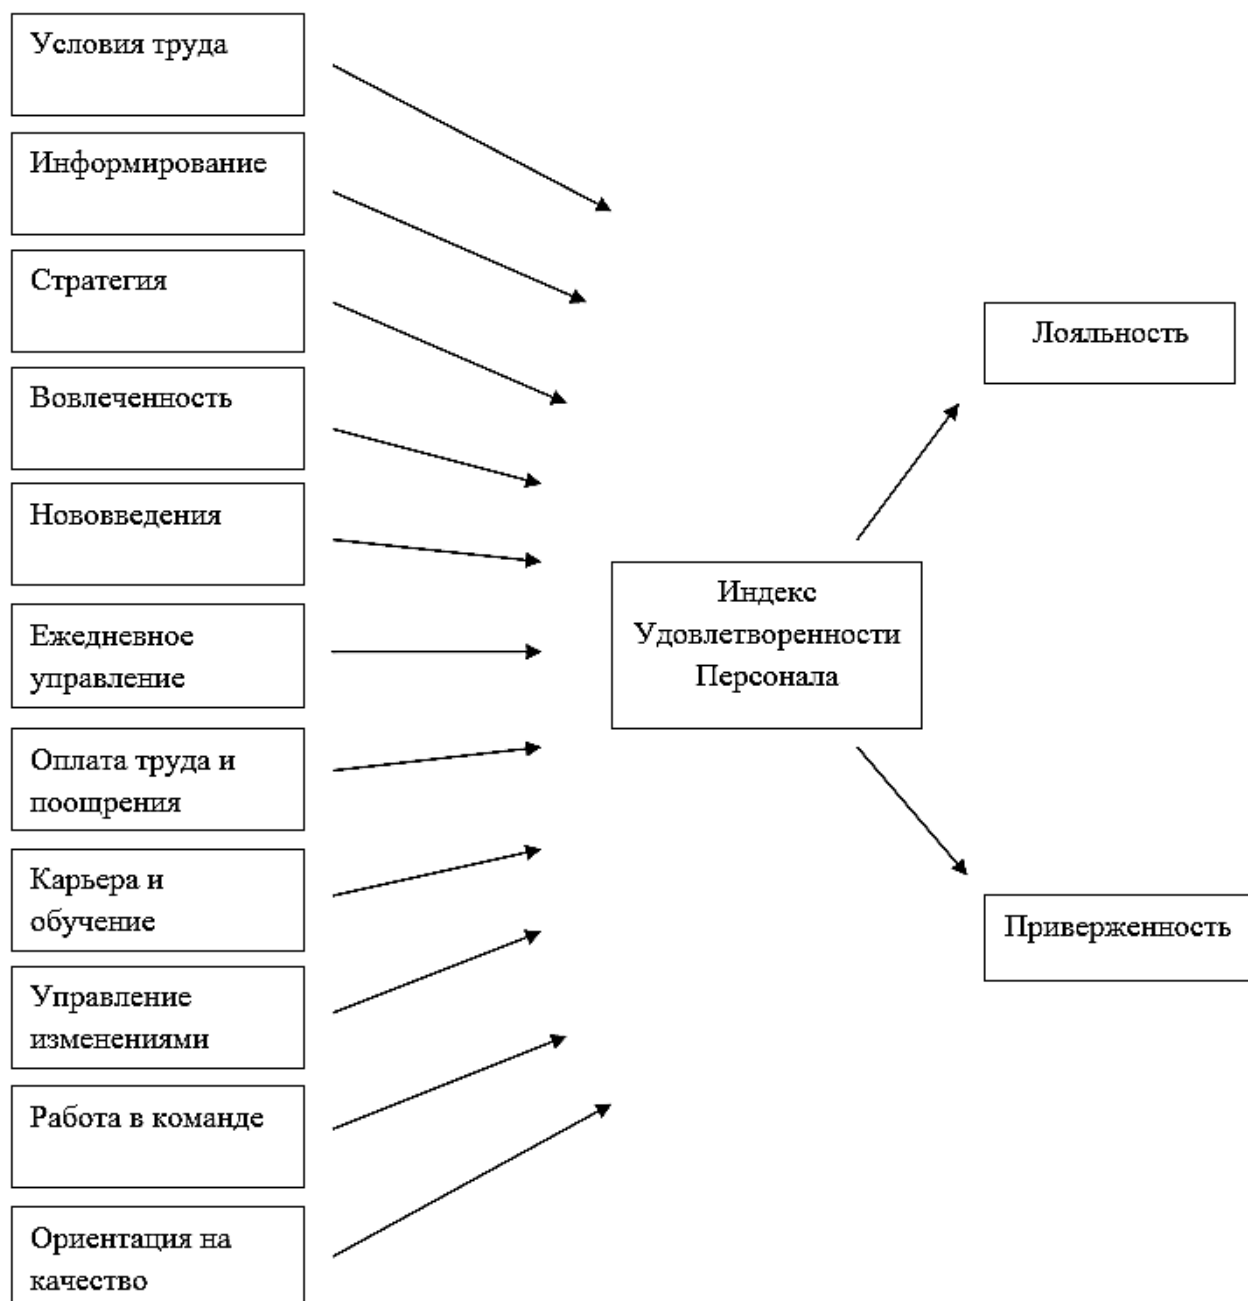 Условия труда
Информирование
Стратегия
Вовлеченность
Нововведения
Ежедневное
управление
Оплата труда и
поощрения
Карьера и
обучение
Управление
изменениями
Работа в команде
Ориентация на
качество
Индекс
Удовлетворенности
Персонала
Лояльность
Приверженность